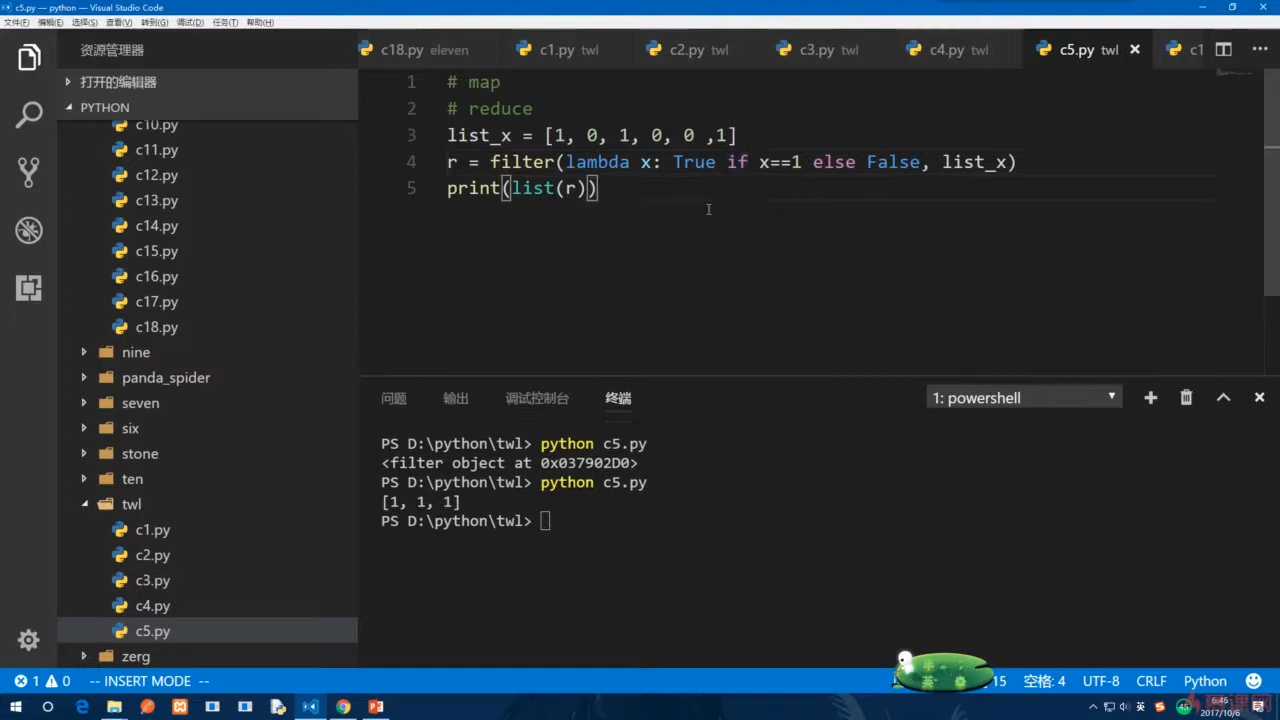 c5.py — python — Visual Studio Code
文件(F) 编辑(E) 选择(S) 查看(V) 转到(G) 调试(D) 任务(T) 帮助(H)
资源管理器
c18.py eleven
c1.py twl
c2.py twl
c3.py twl
c4.py twl
c5.py twl
c1
打开的编辑器
PYTHON
c10.py
c11.py
c12.py
c13.py
c14.py
c15.py
c16.py
c17.py
c18.py
nine
panda_spider
seven
six
stone
ten
twl
c1.py
c2.py
c3.py
c4.py
c5.py
zerg
1 # map
2 # reduce
3 list_x = [1, 0, 1, 0, 0 ,1]
4 r = filter(lambda x: True if x==1 else False, list_x)
5 print(list(r))
问题 输出 调试控制台 终端
1: powershell
PS D:\python\twl> python c5.py
<filter object at 0x037902D0>
PS D:\python\twl> python c5.py
[1, 1, 1]
PS D:\python\twl>
1 0 -- INSERT MODE --
15 空格: 4 UTF-8 CRLF Python
英
6:46
2017/10/6